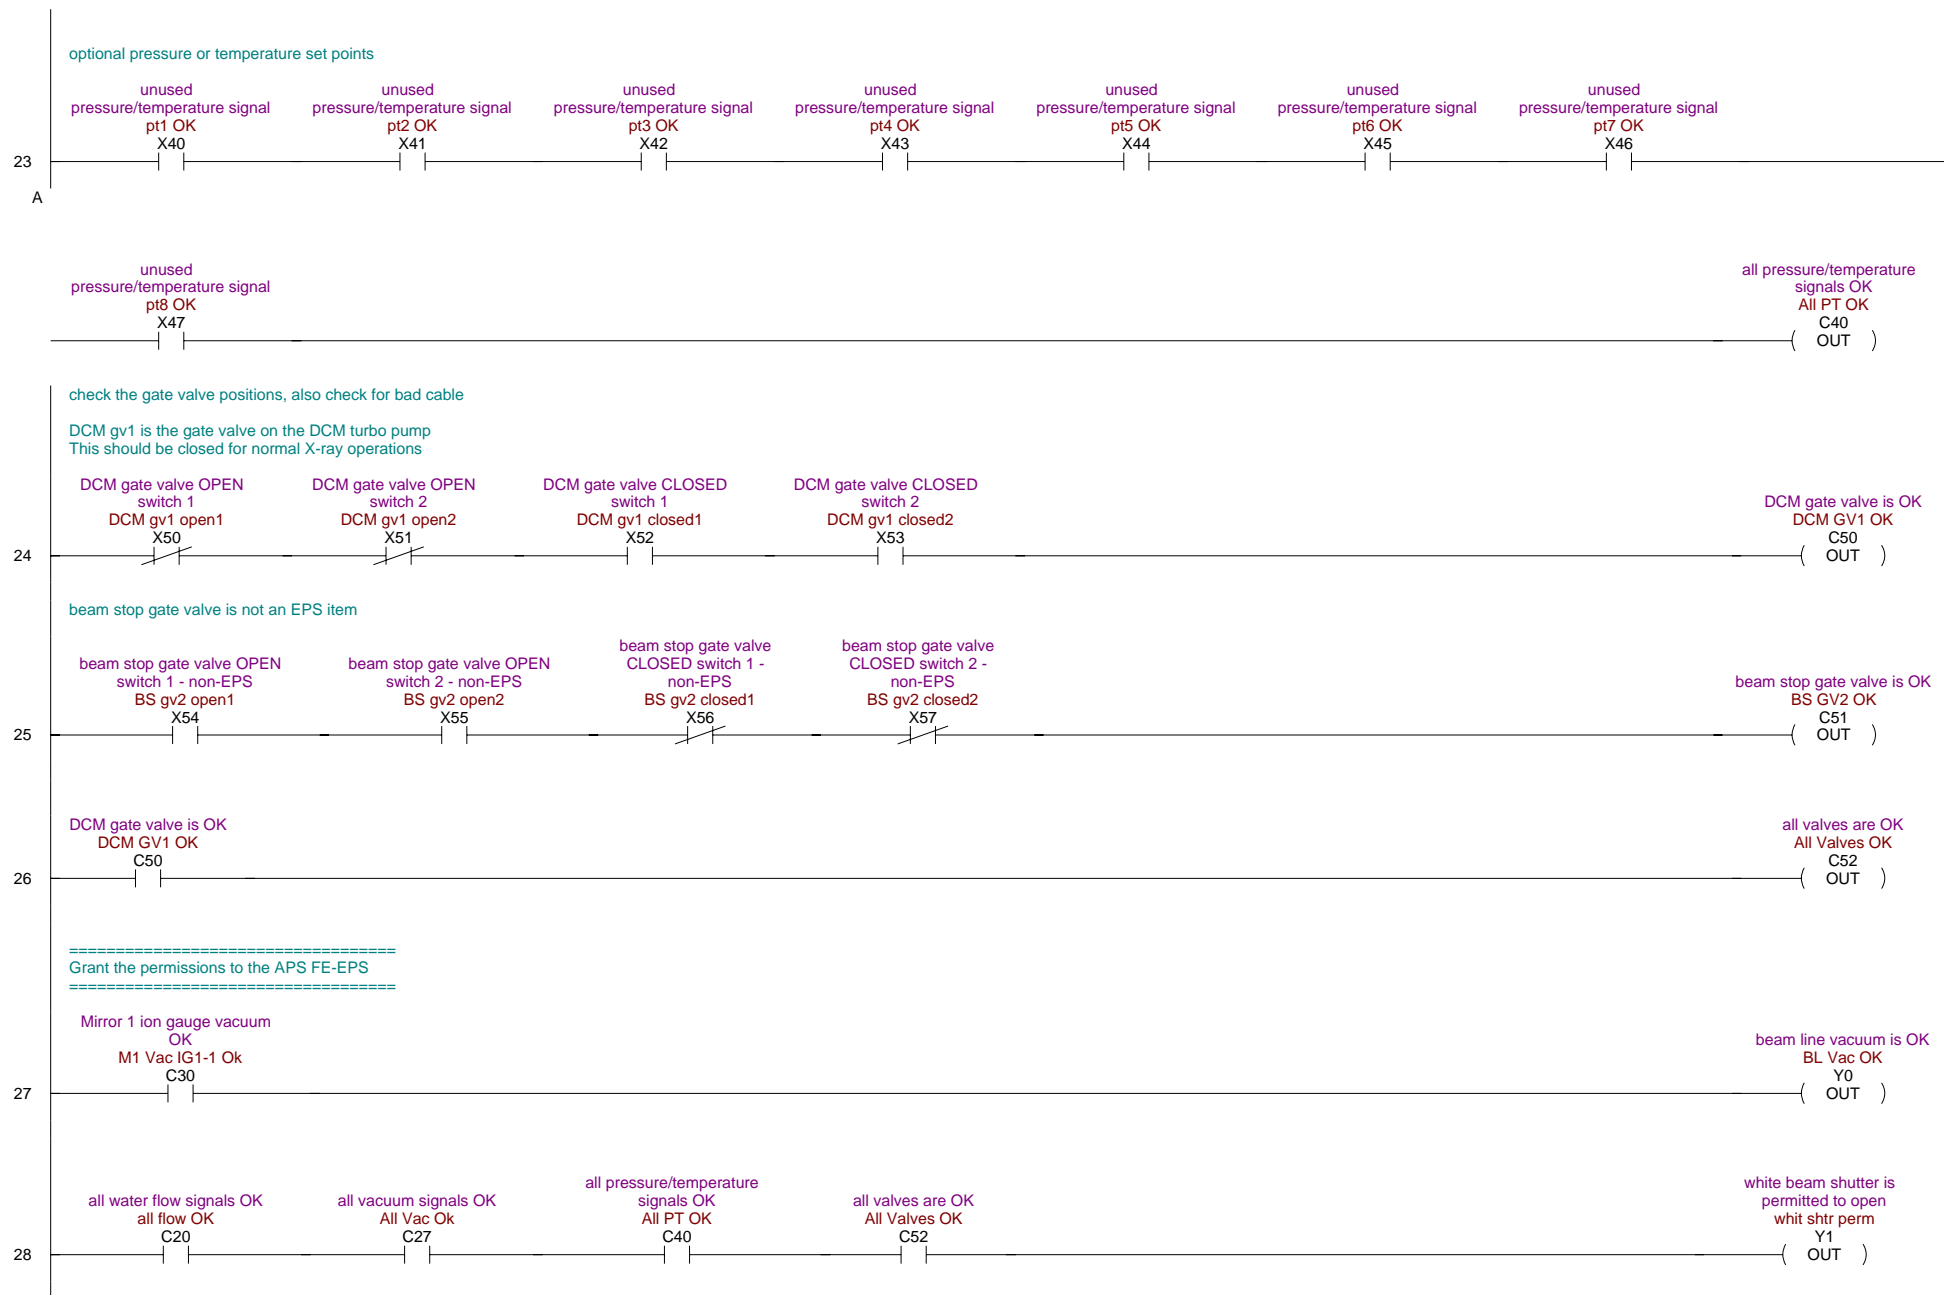 optional pressure or temperature set points
unused unused unused unused unused unused unused
pressure/temperature signal pressure/temperature signal pressure/temperature signal pressure/temperature signal pressure/temperature signal pressure/temperature signal pressure/temperature signal
pt1 OK pt2 OK pt3 OK pt4 OK pt5 OK pt6 OK pt7 OK
X40 X41 X42 X43 X44 X45 X46
23
A
unused all pressure/temperature
pressure/temperature signal signals OK
pt8 OK All PT OK
X47 C40
OUT
check the gate valve positions, also check for bad cable
DCM gv1 is the gate valve on the DCM turbo pump
This should be closed for normal X-ray operations
DCM gate valve OPEN DCM gate valve OPEN DCM gate valve CLOSED DCM gate valve CLOSED
switch 1 switch 2 switch 1 switch 2 DCM gate valve is OK
DCM gv1 open1 DCM gv1 open2 DCM gv1 closed1 DCM gv1 closed2 DCM GV1 OK
X50 X51 X52 X53 C50
24 OUT
beam stop gate valve is not an EPS item
beam stop gate valve beam stop gate valve
beam stop gate valve OPEN beam stop gate valve OPEN CLOSED switch 1 - CLOSED switch 2 -
switch 1 - non-EPS switch 2 - non-EPS non-EPS non-EPS beam stop gate valve is OK
BS gv2 open1 BS gv2 open2 BS gv2 closed1 BS gv2 closed2 BS GV2 OK
X54 X55 X56 X57 C51
25 OUT
DCM gate valve is OK all valves are OK
DCM GV1 OK All Valves OK
C50 C52
26 OUT
===================================
Grant the permissions to the APS FE-EPS
===================================
Mirror 1 ion gauge vacuum
OK beam line vacuum is OK
M1 Vac IG1-1 Ok BL Vac OK
C30 Y0
27 OUT
all pressure/temperature white beam shutter is
all water flow signals OK all vacuum signals OK signals OK all valves are OK permitted to open
all flow OK All Vac Ok All PT OK All Valves OK whit shtr perm
C20 C27 C40 C52 Y1
28 OUT